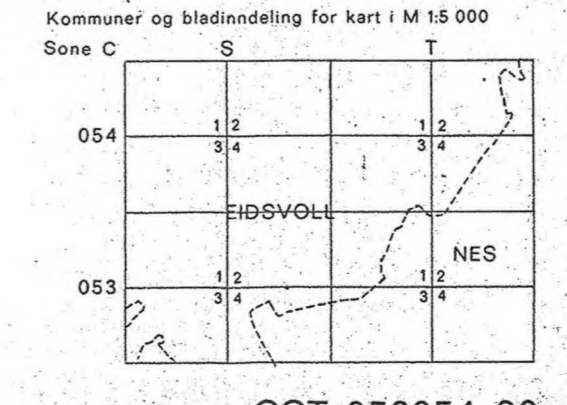 Kommuner og bladinndeling for kart i M 1:5 000
Sone C S T
1 2 1 2
054
3 4 3 4
EIDSVOLL
NES
1 2 1 2
053
3 4 3 4